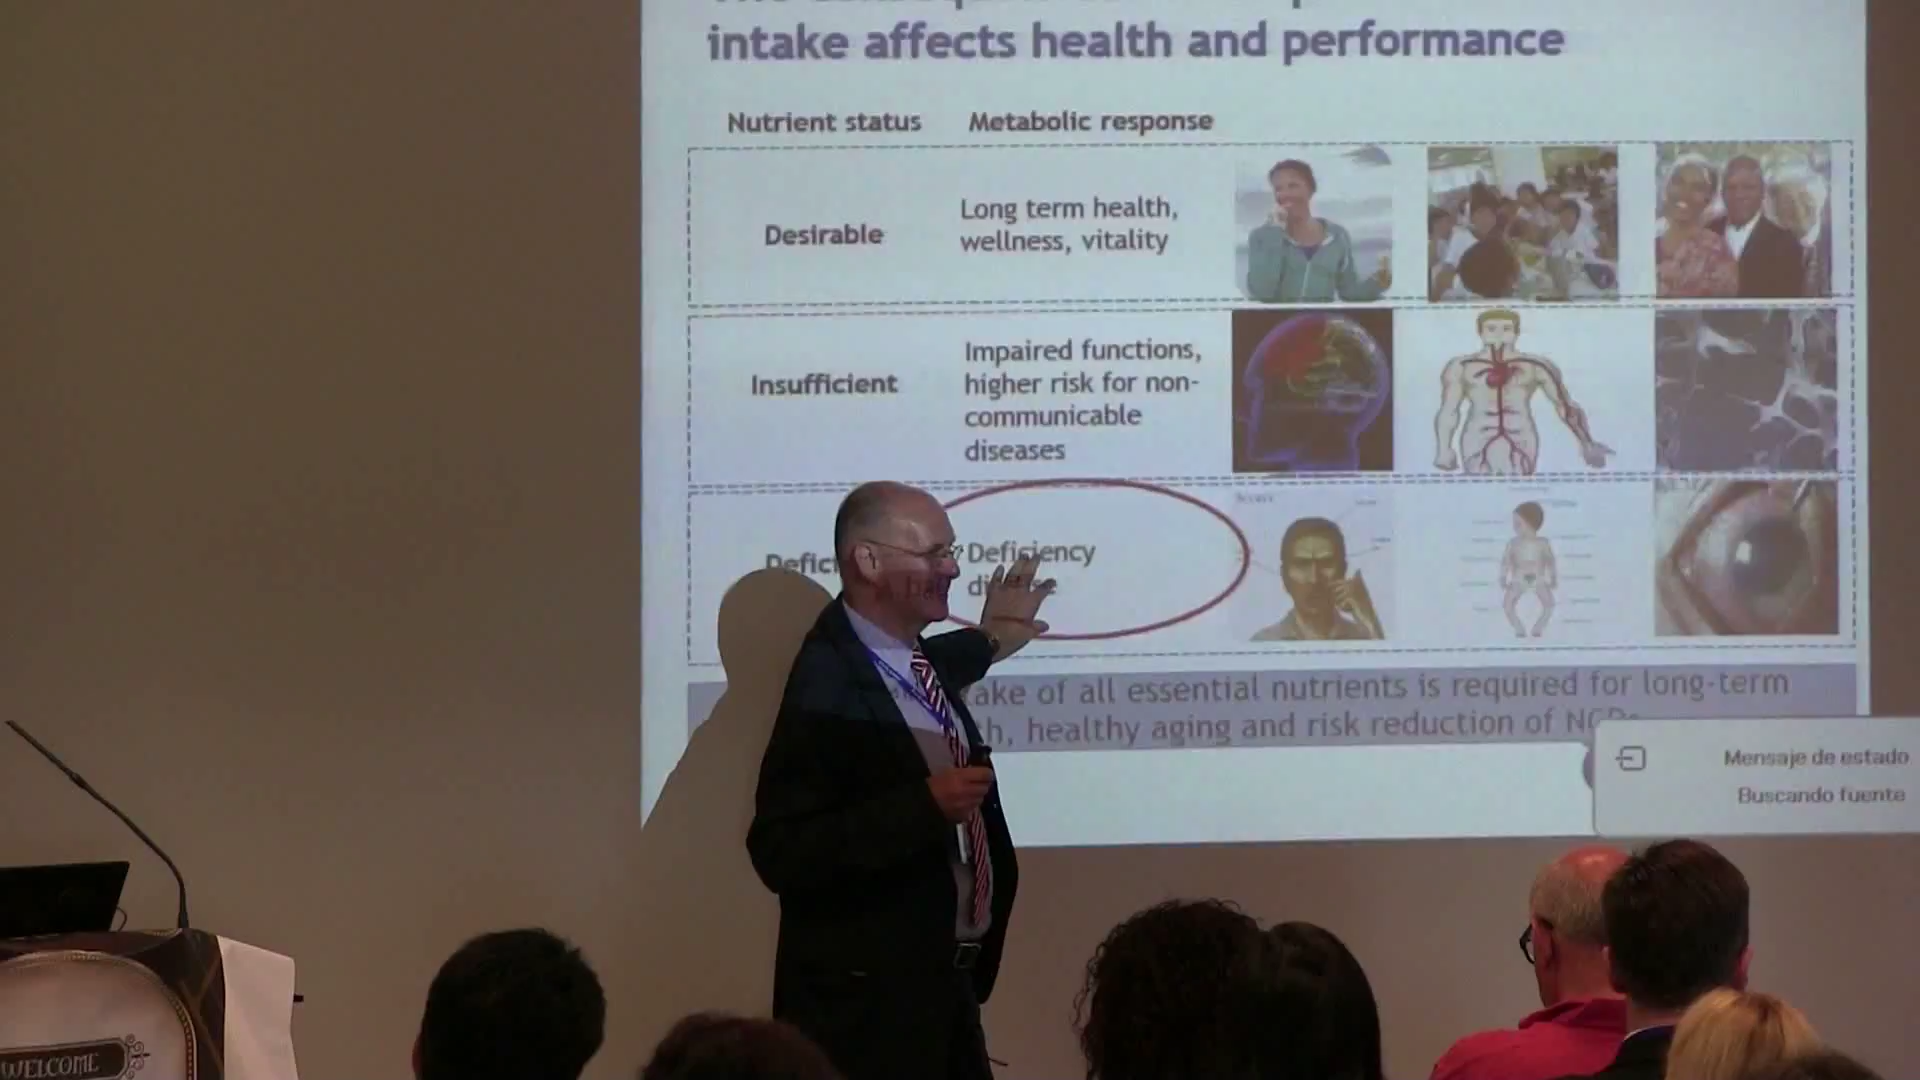 intake affects health and performance
Nutrient status Metabolic response
Desirable
Long term health,
wellness, vitality
Insufficient
Impaired functions,
higher risk for non-
communicable
diseases
Deficiency
of all essential nutrients is required for long-term
healthy aging and risk reduction of
Mensaje de estado
Buscando fuente
WELCOME